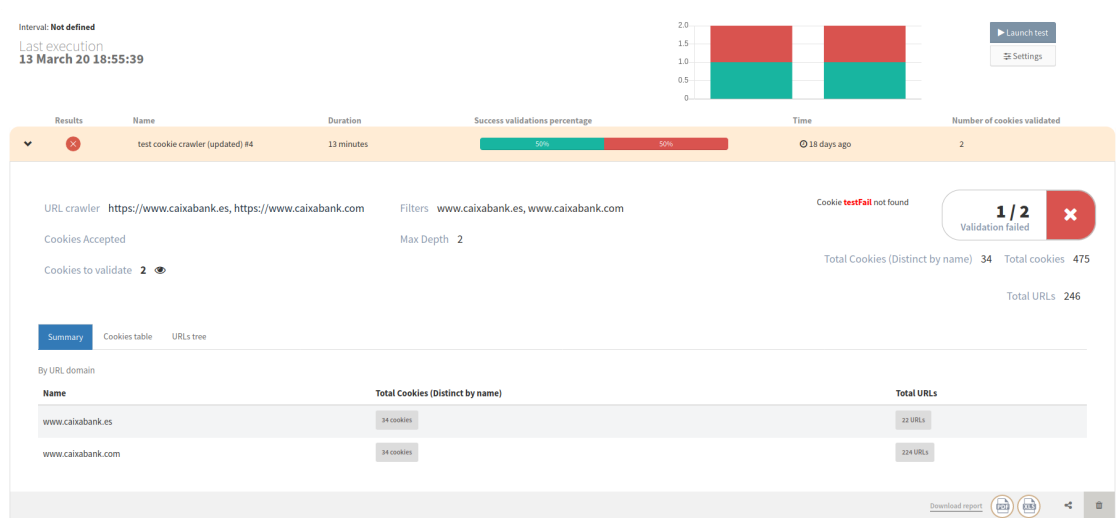 Interval: Not defined
Last execution
13 March 20 18:55:39
2.0
1.5
1.0
0.5
0
Launch test
Settings
Results Name Duration Success validations percentage Time Number of cookies validated
test cookie crawler (updated) #4 13 minutes 50% 50% 18 days ago 2
URL crawler https://www.caixabank.es, https://www.caixabank.com Filters www.caixabank.es, www.caixabank.com
Cookie testFail not found
1 / 2
Validation failed
Cookies Accepted Max Depth 2
Total Cookies (Distinct by name) 34 Total cookies 475
Cookies to validate 2
Total URLs 246
Summary Cookies table URLs tree
By URL domain
Name Total Cookies (Distinct by name) Total URLs
www.caixabank.es 34 cookies 22 URLs
www.caixabank.com 34 cookies 224 URLs
Download report PDF XLS